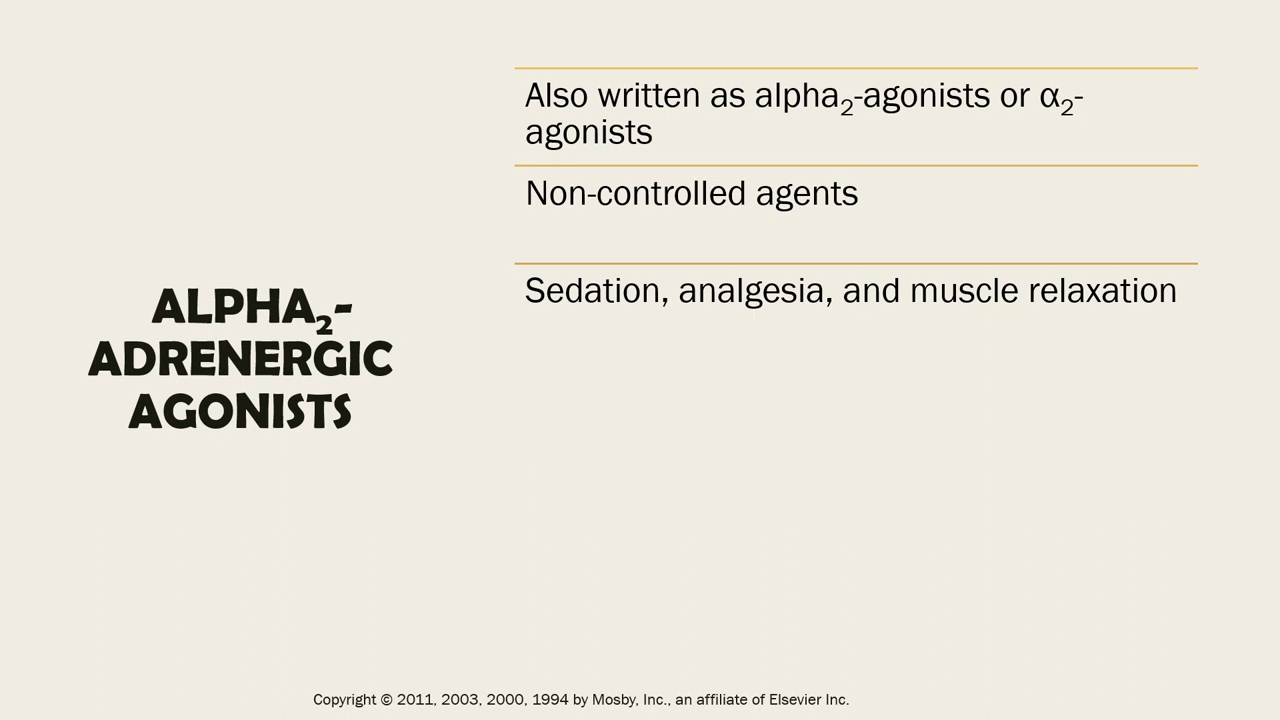 ALPHA₂-
ADRENERGIC
AGONISTS
Also written as alpha₂-agonists or α₂-
agonists
Non-controlled agents
Sedation, analgesia, and muscle relaxation
Copyright © 2011, 2003, 2000, 1994 by Mosby, Inc., an affiliate of Elsevier Inc.